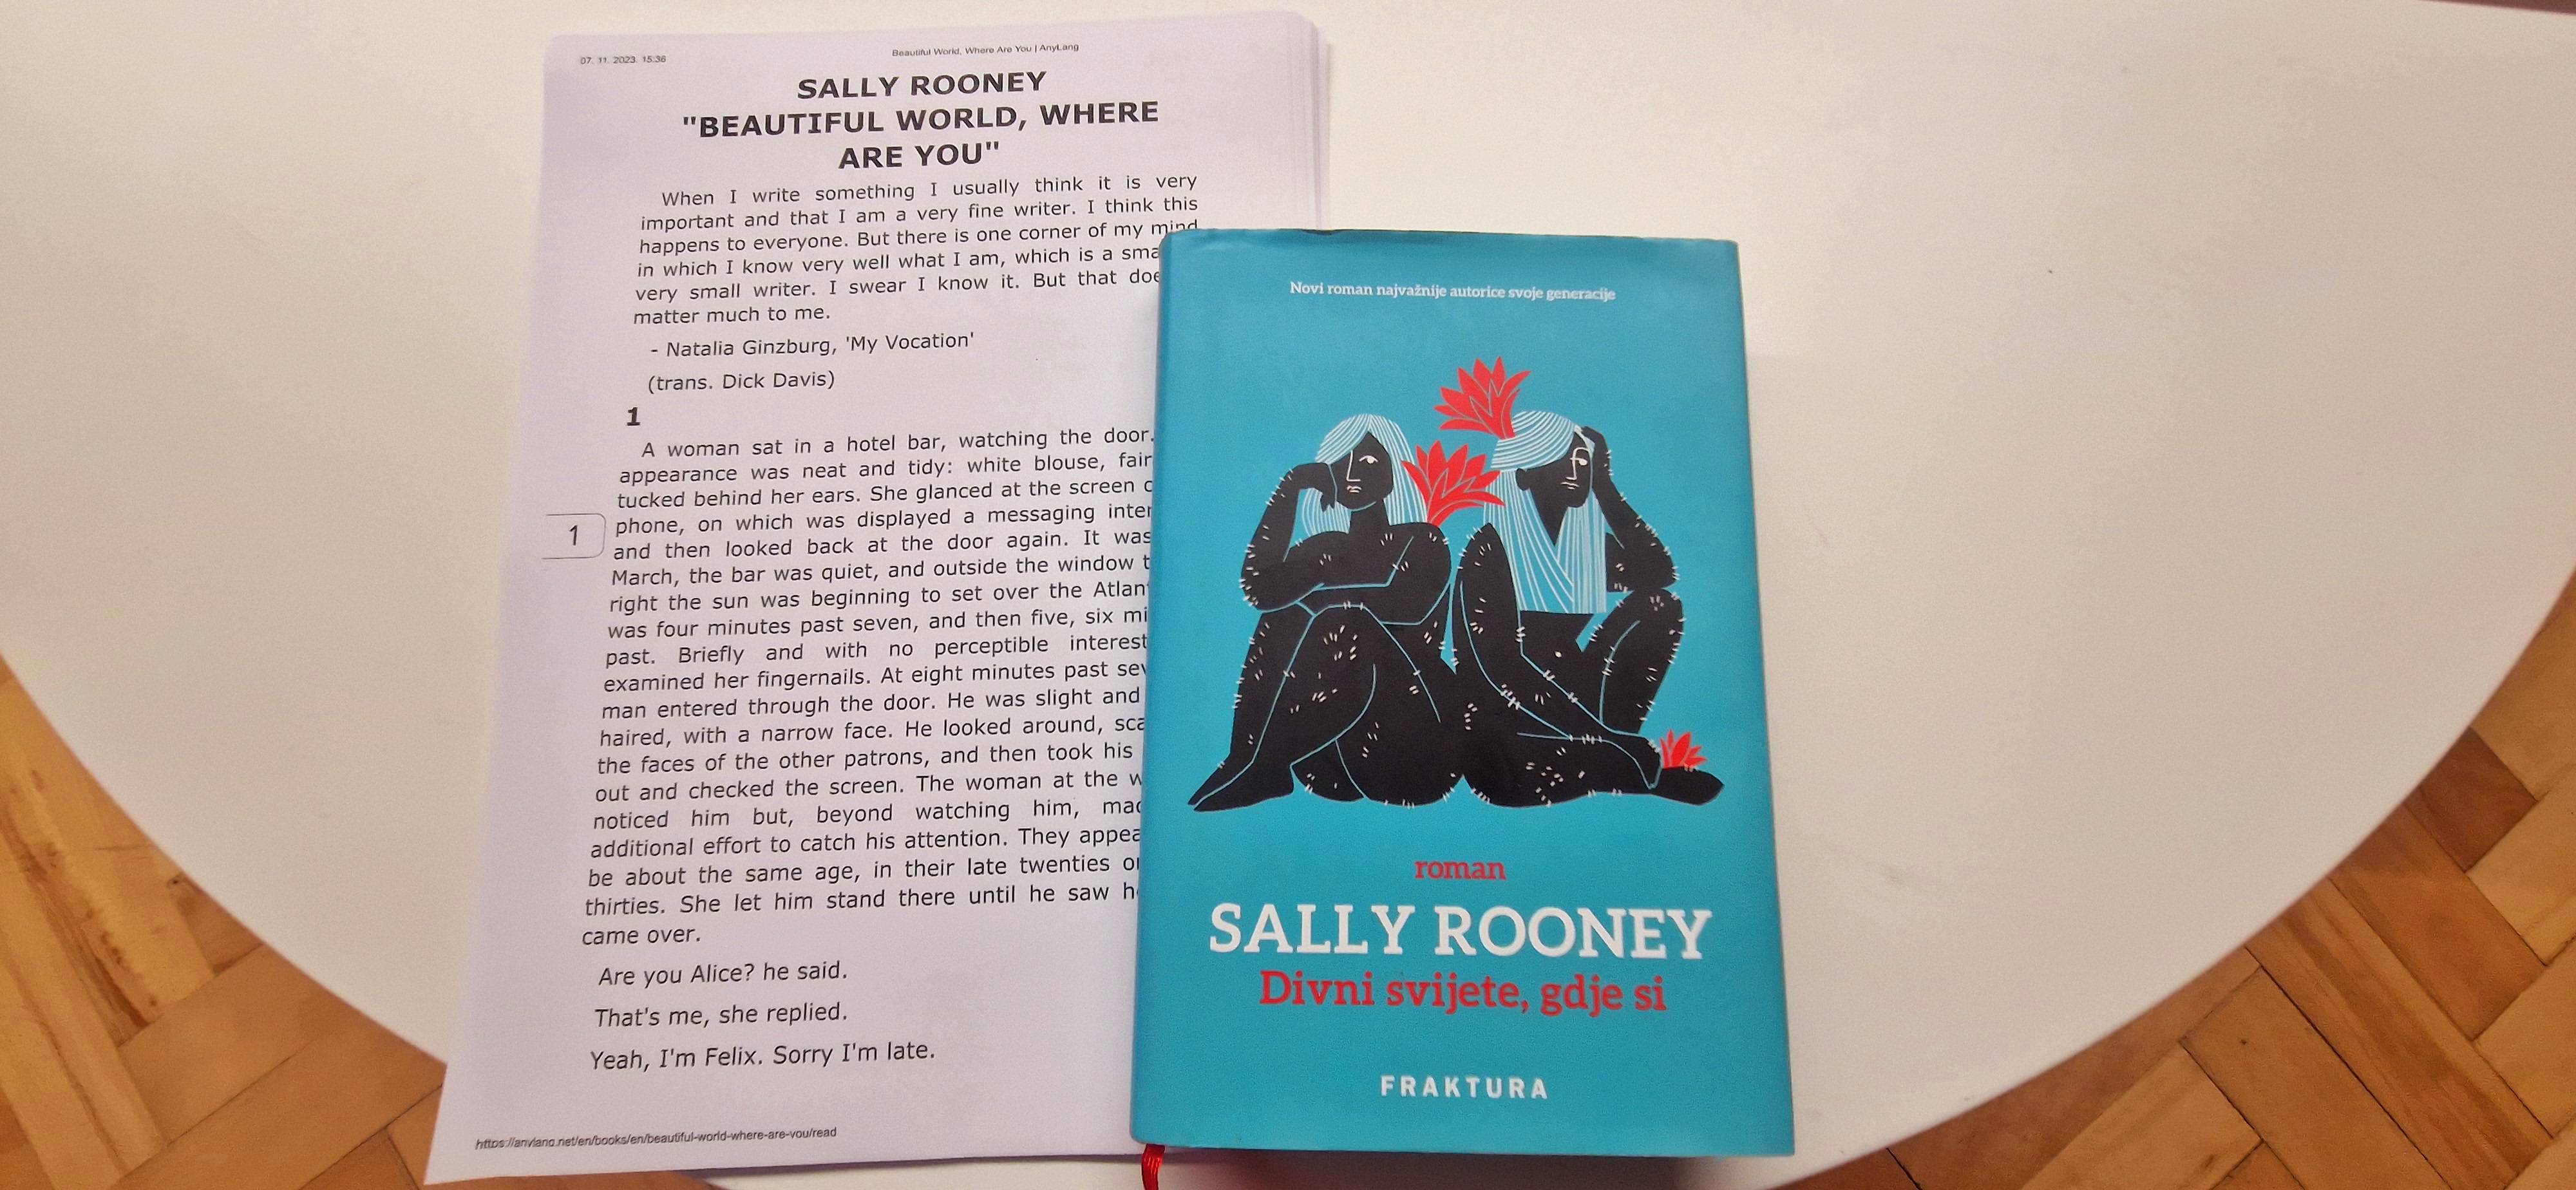 07. 11. 2023. 15:36
Beautiful World, Where Are You | AnyLang
SALLY ROONEY
"BEAUTIFUL WORLD, WHERE
ARE YOU"
When I write something I usually think it is very
important and that I am a very fine writer. I think this
happens to everyone. But there is one corner of my mind
in which I know very well what I am, which is a
very small writer. I swear I know it. But that
matter much to me.
- Natalia Ginzburg, 'My Vocation'
(trans. Dick Davis)
1
A woman sat in a hotel bar, watching the door.
appearance was neat and tidy: white blouse, fair
tucked behind her ears. She glanced at the screen
phone, on which was displayed a messaging
and then looked back at the door again. It was
March, the bar was quiet, and outside the window
right the sun was beginning to set over the
was four minutes past seven, and then five, six
past. Briefly and with no perceptible interest
examined her fingernails. At eight minutes past
man entered through the door. He was slight and
haired, with a narrow face. He looked around,
the faces of the other patrons, and then took his
out and checked the screen. The woman at the
noticed him but, beyond watching him,
additional effort to catch his attention. They
be about the same age, in their late twenties
thirties. She let him stand there until he saw
came over.
Are you Alice? he said.
That's me, she replied.
Yeah, I'm Felix. Sorry I'm late.
1
https://anylang.net/en/books/en/beautiful-world-where-are-you/read
Novi roman najvažnije autorice svoje generacije
roman
SALLY ROONEY
Divni svijete, gdje si
FRAKTURA